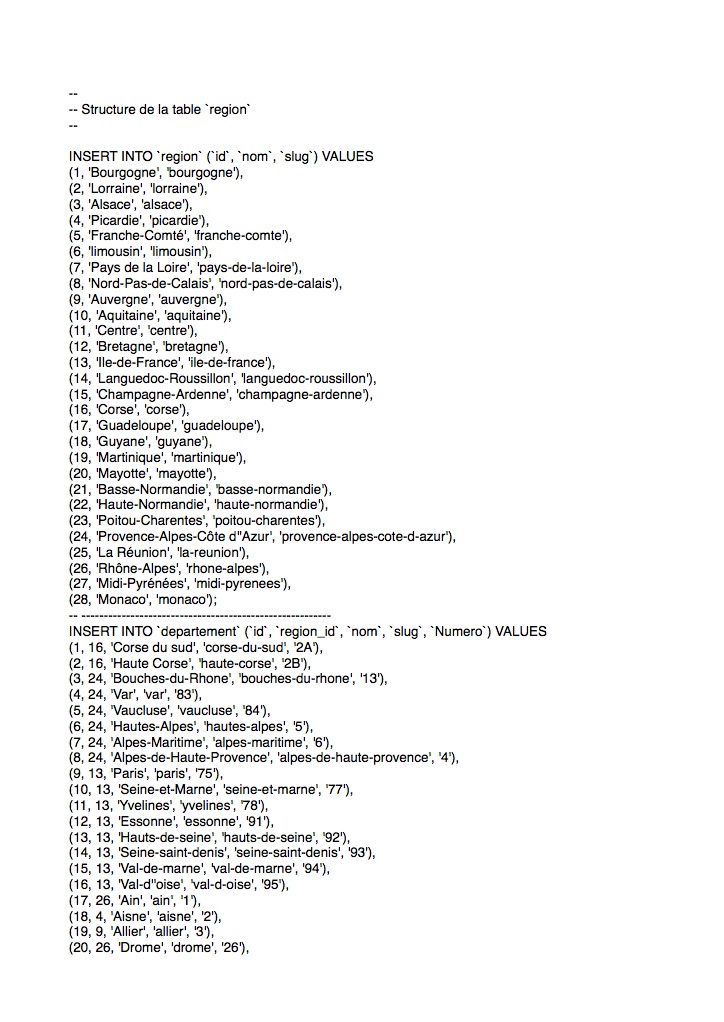 --
-- Structure de la table `region`
--
INSERT INTO `region` (`id`, `nom`, `slug`) VALUES
(1, 'Bourgogne', 'bourgogne'),
(2, 'Lorraine', 'lorraine'),
(3, 'Alsace', 'alsace'),
(4, 'Picardie', 'picardie'),
(5, 'Franche-Comté', 'franche-comte'),
(6, 'limousin', 'limousin'),
(7, 'Pays de la Loire', 'pays-de-la-loire'),
(8, 'Nord-Pas-de-Calais', 'nord-pas-de-calais'),
(9, 'Auvergne', 'auvergne'),
(10, 'Aquitaine', 'aquitaine'),
(11, 'Centre', 'centre'),
(12, 'Bretagne', 'bretagne'),
(13, 'Ile-de-France', 'ile-de-france'),
(14, 'Languedoc-Roussillon', 'languedoc-roussillon'),
(15, 'Champagne-Ardenne', 'champagne-ardenne'),
(16, 'Corse', 'corse'),
(17, 'Guadeloupe', 'guadeloupe'),
(18, 'Guyane', 'guyane'),
(19, 'Martinique', 'martinique'),
(20, 'Mayotte', 'mayotte'),
(21, 'Basse-Normandie', 'basse-normandie'),
(22, 'Haute-Normandie', 'haute-normandie'),
(23, 'Poitou-Charentes', 'poitou-charentes'),
(24, 'Provence-Alpes-Côte d''Azur', 'provence-alpes-cote-d-azur'),
(25, 'La Réunion', 'la-reunion'),
(26, 'Rhône-Alpes', 'rhone-alpes'),
(27, 'Midi-Pyrénées', 'midi-pyrenees'),
(28, 'Monaco', 'monaco');
-- --------------------------------------------------------
INSERT INTO `departement` (`id`, `region_id`, `nom`, `slug`, `Numero`) VALUES
(1, 16, 'Corse du sud', 'corse-du-sud', '2A'),
(2, 16, 'Haute Corse', 'haute-corse', '2B'),
(3, 24, 'Bouches-du-Rhone', 'bouches-du-rhone', '13'),
(4, 24, 'Var', 'var', '83'),
(5, 24, 'Vaucluse', 'vaucluse', '84'),
(6, 24, 'Hautes-Alpes', 'hautes-alpes', '5'),
(7, 24, 'Alpes-Maritime', 'alpes-maritime', '6'),
(8, 24, 'Alpes-de-Haute-Provence', 'alpes-de-haute-provence', '4'),
(9, 13, 'Paris', 'paris', '75'),
(10, 13, 'Seine-et-Marne', 'seine-et-marne', '77'),
(11, 13, 'Yvelines', 'yvelines', '78'),
(12, 13, 'Essonne', 'essonne', '91'),
(13, 13, 'Hauts-de-seine', 'hauts-de-seine', '92'),
(14, 13, 'Seine-saint-denis', 'seine-saint-denis', '93'),
(15, 13, 'Val-de-marne', 'val-de-marne', '94'),
(16, 13, 'Val-d''oise', 'val-d-oise', '95'),
(17, 26, 'Ain', 'ain', '1'),
(18, 4, 'Aisne', 'aisne', '2'),
(19, 9, 'Allier', 'allier', '3'),
(20, 26, 'Drome', 'drome', '26'),